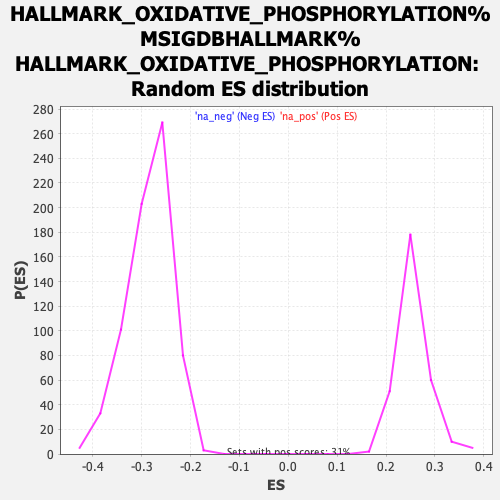 HALLMARK_OXIDATIVE_PHOSPHORYLATION%
MSIGDBHALLMARK%
HALLMARK_OXIDATIVE_PHOSPHORYLATION:
Random ES distribution
'na_neg' (Neg ES) 'na_pos' (Pos ES)
280
260
240
220
200
180
160
140
120
100
80
60
40
20
0
P(ES)
Sets with pos scores: 31%
-0.4 -0.3 -0.2 -0.1 0.0 0.1 0.2 0.3 0.4
ES